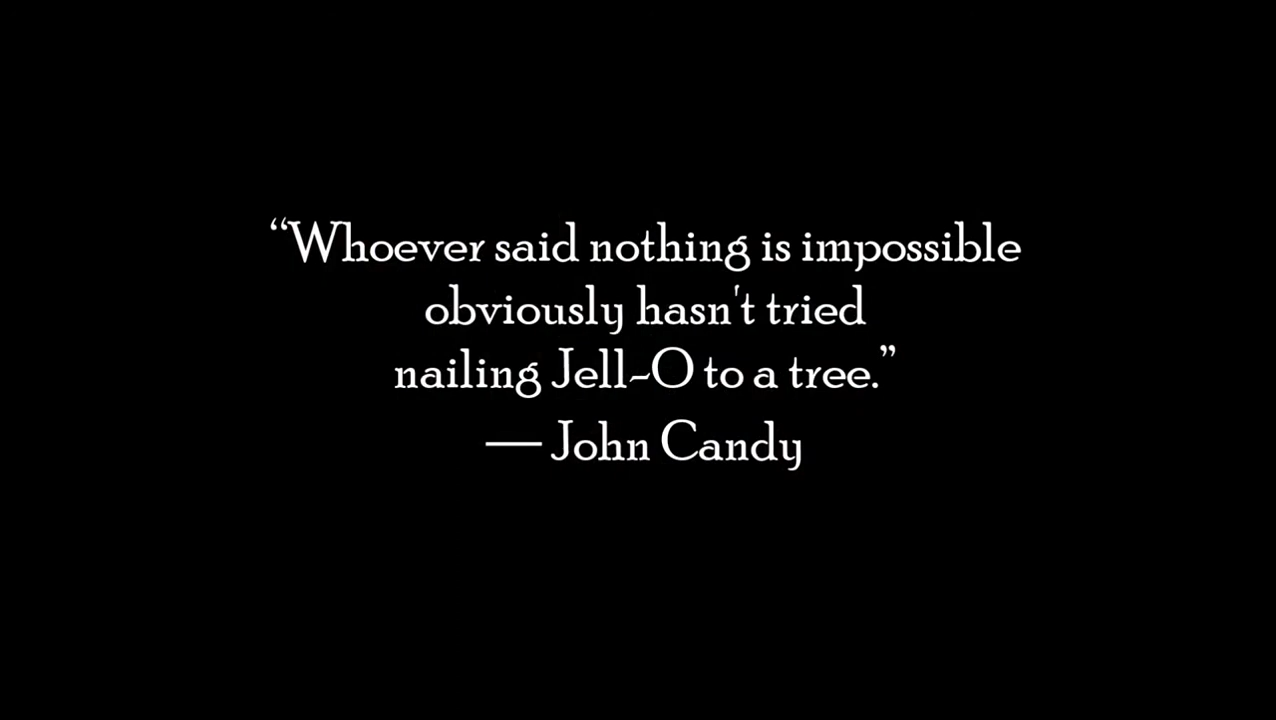 “Whoever said nothing is impossible
obviously hasn't tried
nailing Jell-O to a tree.”
— John Candy